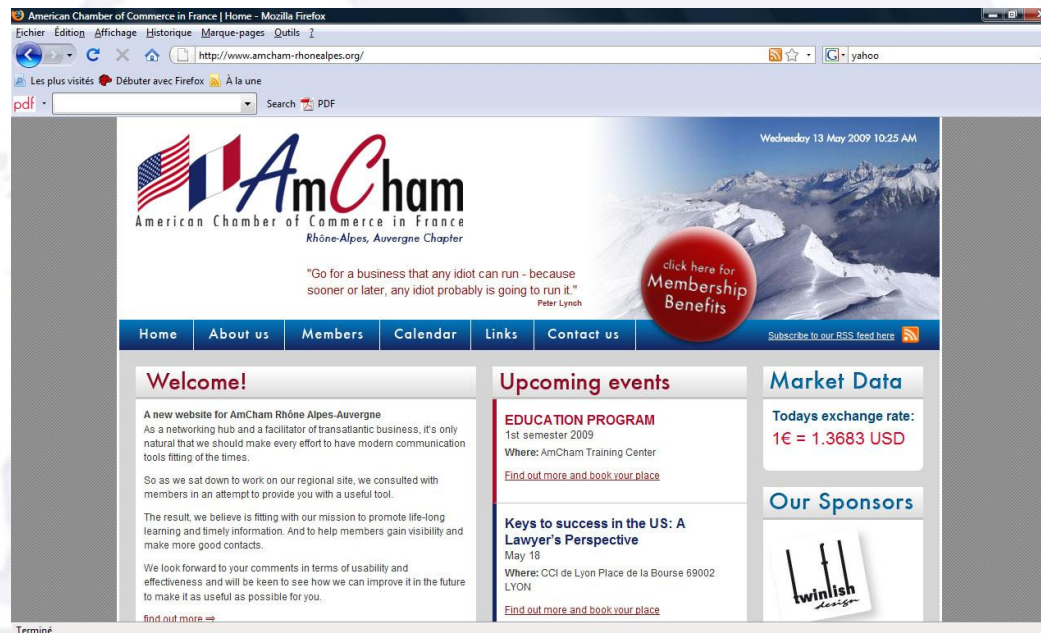 American Chamber of Commerce in France | Home - Mozilla Firefox
Fichier Édition Affichage Historique Marque-pages Outils ?
http://www.amcham-rhonealpes.org/
G yahoo
Les plus visités Débuter avec Firefox À la une
pdf Search PDF
Wednesday 13 May 2009 10:25 AM
AmCham
American Chamber of Commerce in France
Rhône-Alpes, Auvergne Chapter
"Go for a business that any idiot can run - because
sooner or later, any idiot probably is going to run it."
Peter Lynch
click here for
Membership
Benefits
Home About us Members Calendar Links Contact us
Subscribe to our RSS feed here
Welcome!
A new website for AmCham Rhône Alpes-Auvergne
As a networking hub and a facilitator of transatlantic business, it's only
natural that we should make every effort to have modern communication
tools fitting of the times.
So as we sat down to work on our regional site, we consulted with
members in an attempt to provide you with a useful tool.
The result, we believe is fitting with our mission to promote life-long
learning and timely information. And to help members gain visibility and
make more good contacts.
We look forward to your comments in terms of usability and
effectiveness and will be keen to see how we can improve it in the future
to make it as useful as possible for you.
find out more ⇒
Upcoming events
EDUCATION PROGRAM
1st semester 2009
Where: AmCham Training Center
Find out more and book your place
Keys to success in the US: A
Lawyer's Perspective
May 18
Where: CCI de Lyon Place de la Bourse 69002
LYON
Find out more and book your place
Market Data
Todays exchange rate:
1€ = 1.3683 USD
Our Sponsors
twinlish
design
Terminé